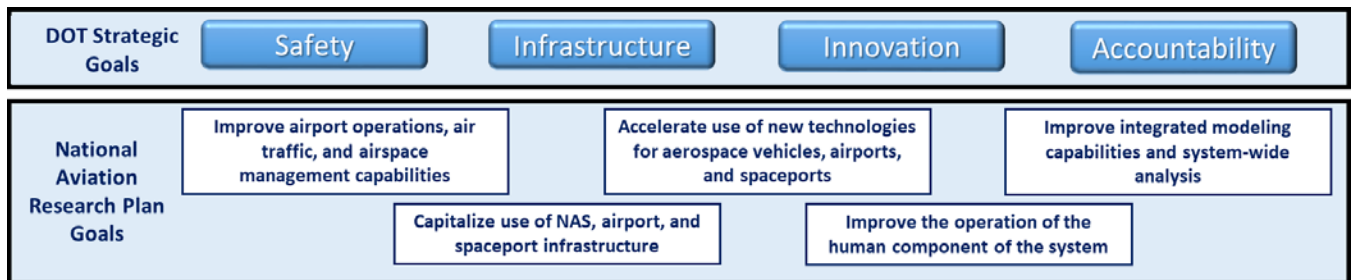 DOT Strategic
Goals
Safety
Infrastructure
Innovation
Accountability
National
Aviation
Research Plan
Goals
Improve airport operations, air
traffic, and airspace
management capabilities
Accelerate use of new technologies
for aerospace vehicles, airports,
and spaceports
Improve integrated modeling
capabilities and system-wide
analysis
Capitalize use of NAS, airport, and
spaceport infrastructure
Improve the operation of the
human component of the system